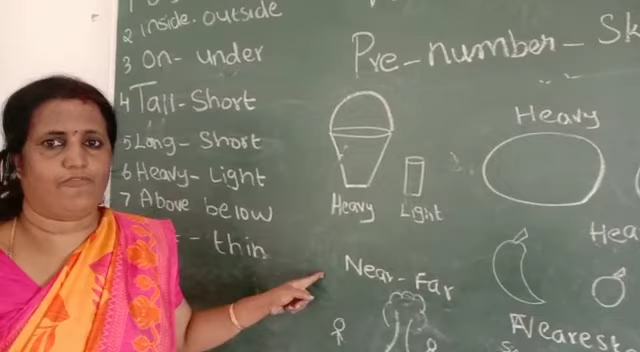 2 inside. outside
3 On- under
4 Tall-Short
5 Long- Short
6 Heavy- Light
7 Above below
- thin
Pre-number- Sk
Heavy
Heavy
Light
Hea
Near-Far
Nearest